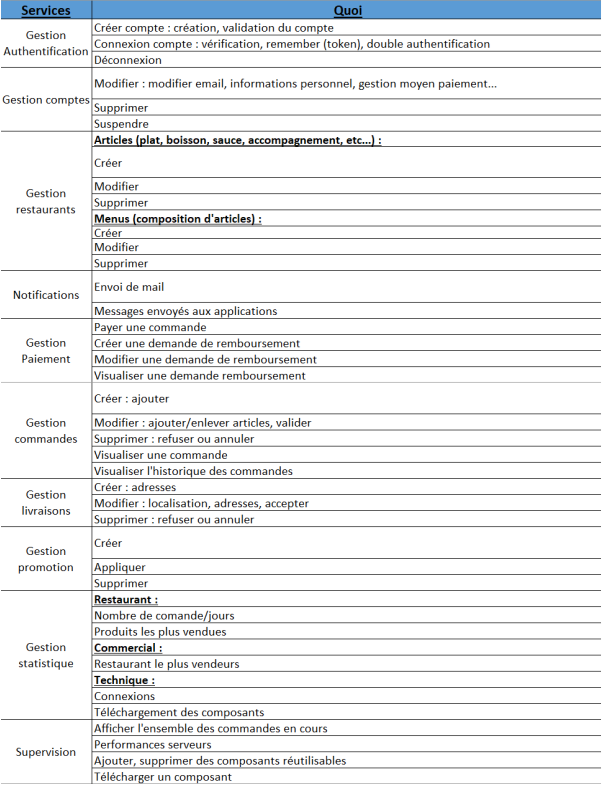 Services
Quoi
Gestion
Authentification
Créer compte : création, validation du compte
Connexion compte : vérification, remember (token), double authentification
Déconnexion
Gestion comptes
Modifier : modifier email, informations personnel, gestion moyen paiement...
Supprimer
Suspendre
Gestion
restaurants
Articles (plat, boisson, sauce, accompagnement, etc...) :
Créer
Modifier
Supprimer
Menus (composition d'articles) :
Créer
Modifier
Supprimer
Notifications
Envoi de mail
Messages envoyés aux applications
Gestion
Paiement
Payer une commande
Créer une demande de remboursement
Modifier une demande de remboursement
Visualiser une demande remboursement
Gestion
commandes
Créer : ajouter
Modifier : ajouter/enlever articles, valider
Supprimer : refuser ou annuler
Visualiser une commande
Visualiser l'historique des commandes
Gestion
livraisons
Créer : adresses
Modifier : localisation, adresses, accepter
Supprimer : refuser ou annuler
Gestion
promotion
Créer
Appliquer
Supprimer
Gestion
statistique
Restaurant :
Nombre de comande/jours
Produits les plus vendues
Commercial :
Restaurant le plus vendeurs
Technique :
Connexions
Téléchargement des composants
Supervision
Afficher l'ensemble des commandes en cours
Performances serveurs
Ajouter, supprimer des composants réutilisables
Télécharger un composant